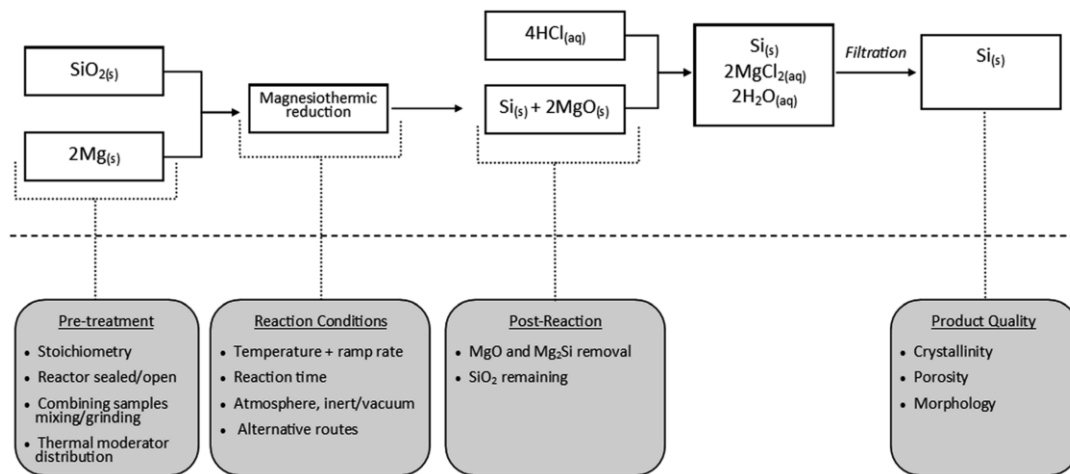 SiO₂₍ₛ₎
2Mg₍ₛ₎
Magnesiothermic
reduction
4HCl(aq)
Si(s) + 2MgO(s)
Si(s)
2MgCl₂(aq)
2H₂O(aq)
Filtration
Si(s)
Pre-treatment
• Stoichiometry
• Reactor sealed/open
• Combining samples
mixing/grinding
• Thermal moderator
distribution
Reaction Conditions
• Temperature + ramp rate
• Reaction time
• Atmosphere, inert/vacuum
• Alternative routes
Post-Reaction
• MgO and Mg₂Si removal
• SiO₂ remaining
Product Quality
• Crystallinity
• Porosity
• Morphology